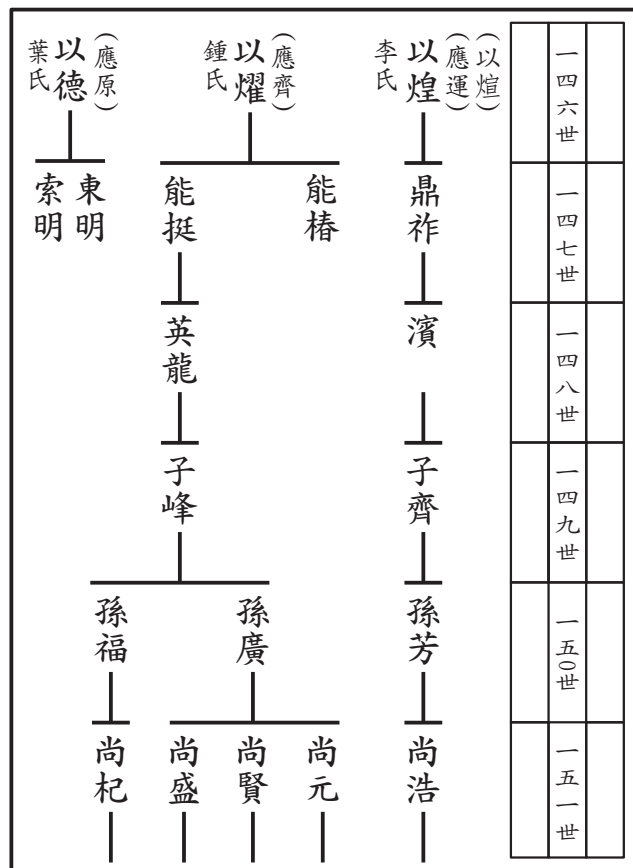 一四六世
(以煊)
(應運)
以煌
李氏
(應齊)
以燿
鍾氏
(應原)
以德
葉氏
一四七世
鼎祚
能椿
能挺
東明
索明
一四八世
濱
英龍
一四九世
子齊
子峰
一五0世
孫芳
孫廣
孫福
一五一世
尚浩
尚元
尚賢
尚盛
尚杞